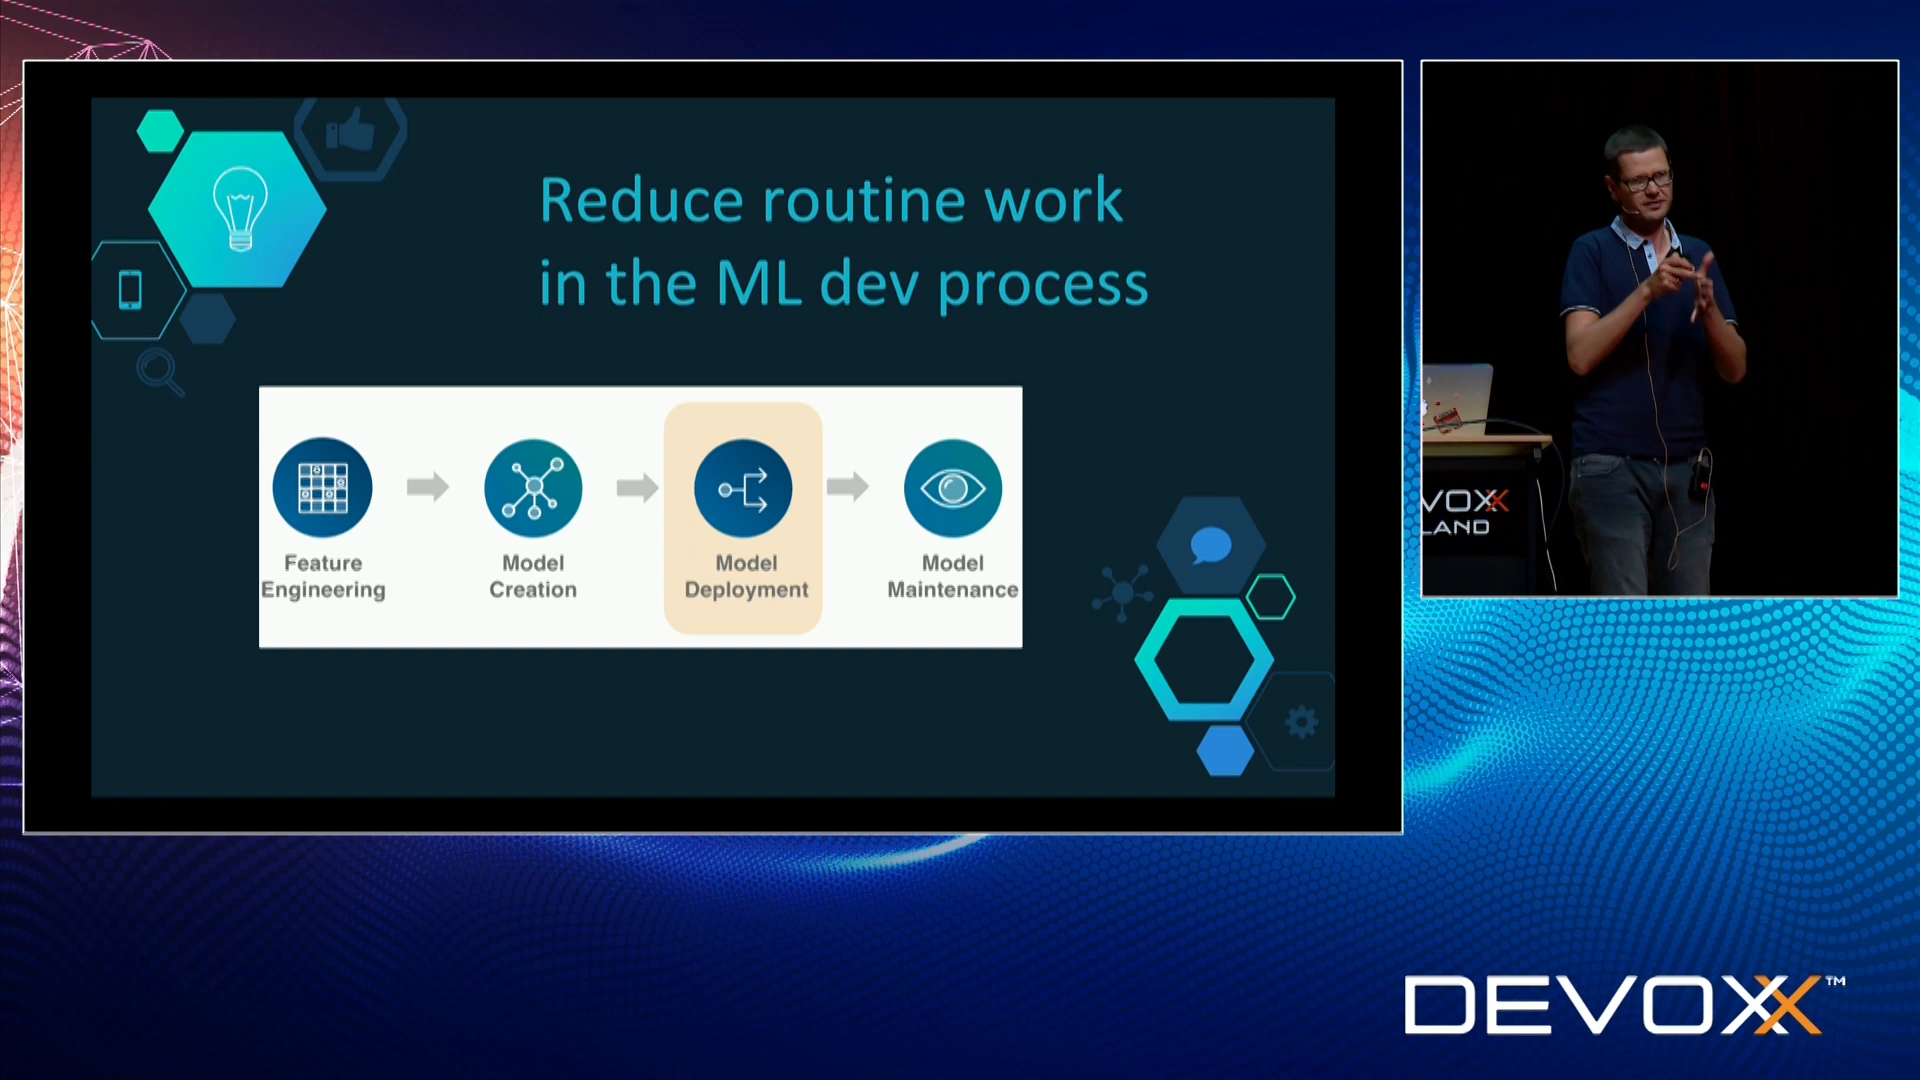 Reduce routine work
in the ML dev process
Feature
Engineering
Model
Creation
Model
Deployment
Model
Maintenance
VOXX
LAND
DEVOXX™